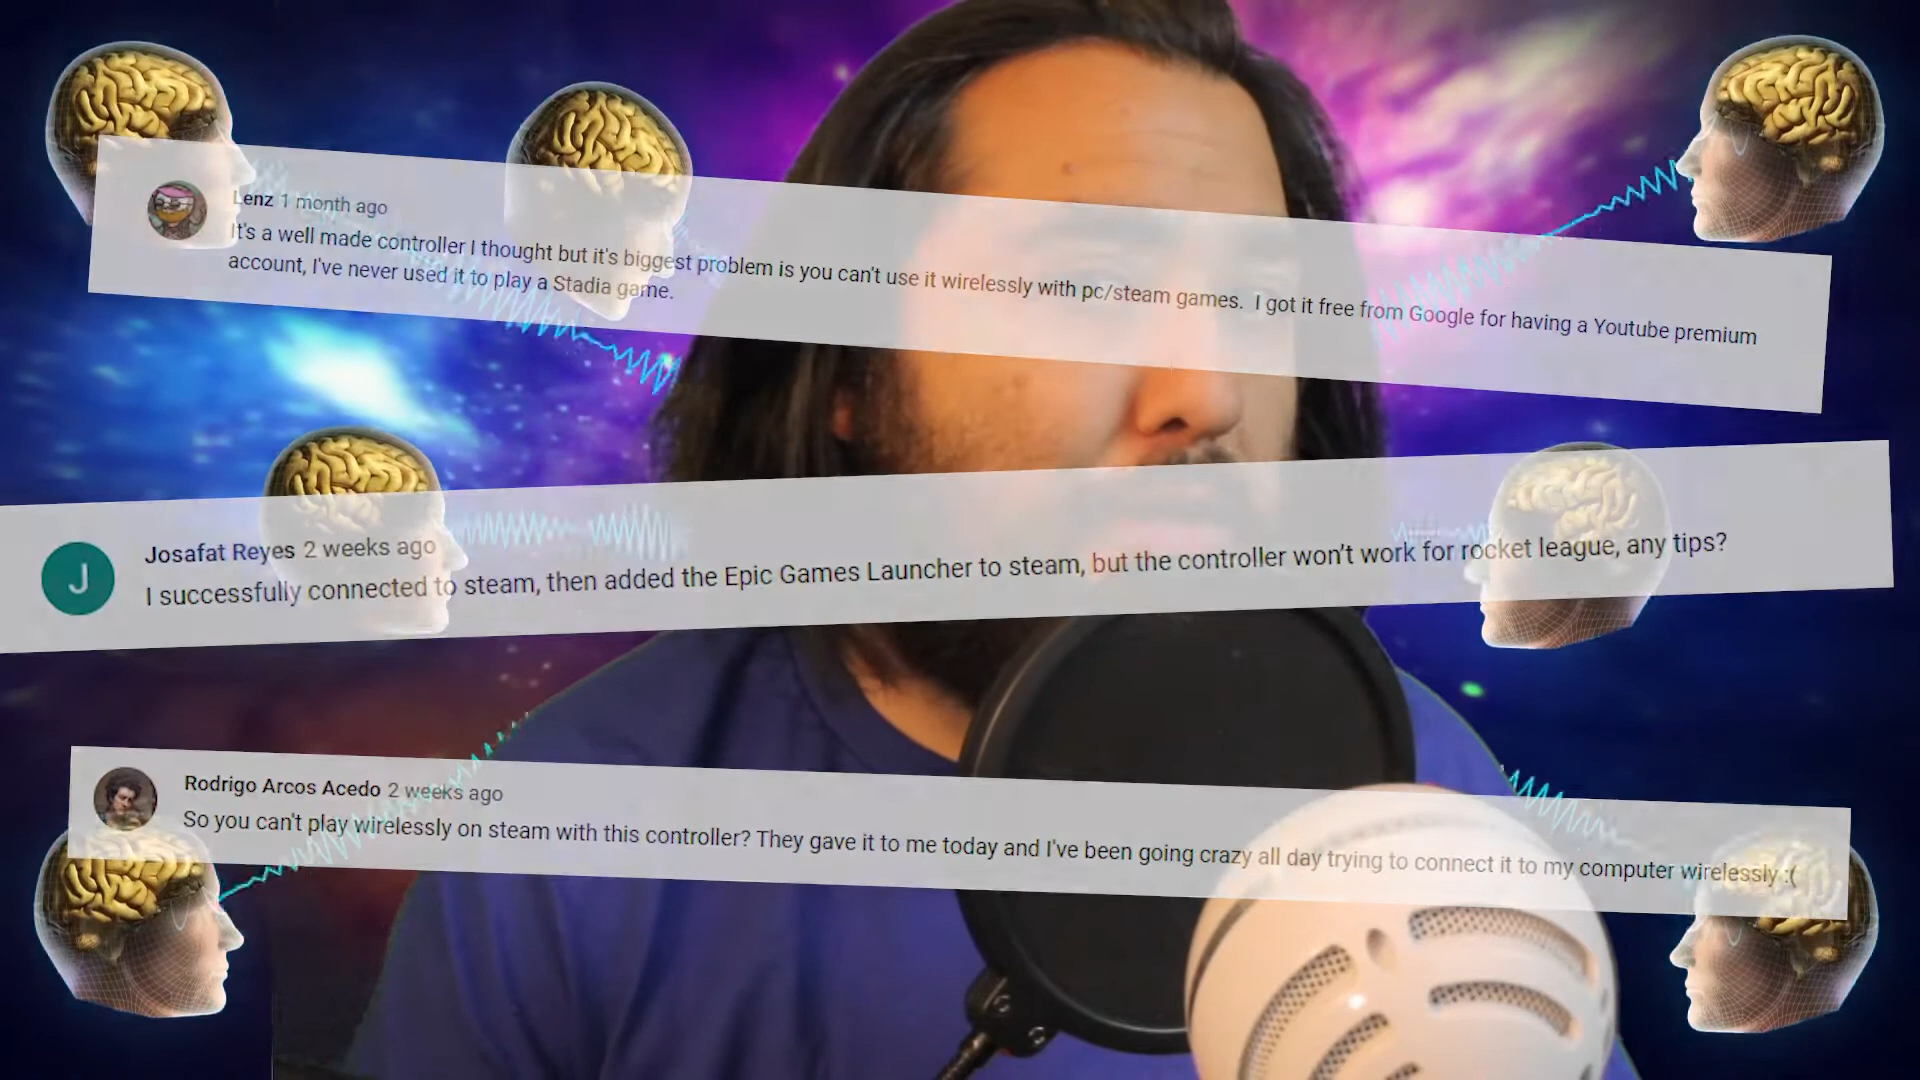 Lenz 1 month ago
It's a well made controller I thought but it's biggest problem is you can't use it wirelessly with pc/steam games. I got it free from Google for having a Youtube premium
account, I've never used it to play a Stadia game.
J
Josafat Reyes 2 weeks ago
I successfully connected to steam, then added the Epic Games Launcher to steam, but the controller won't work for rocket league, any tips?
Rodrigo Arcos Acedo 2 weeks ago
So you can't play wirelessly on steam with this controller? They gave it to me today and I've been going crazy all day trying to connect it to my computer wirelessly :(